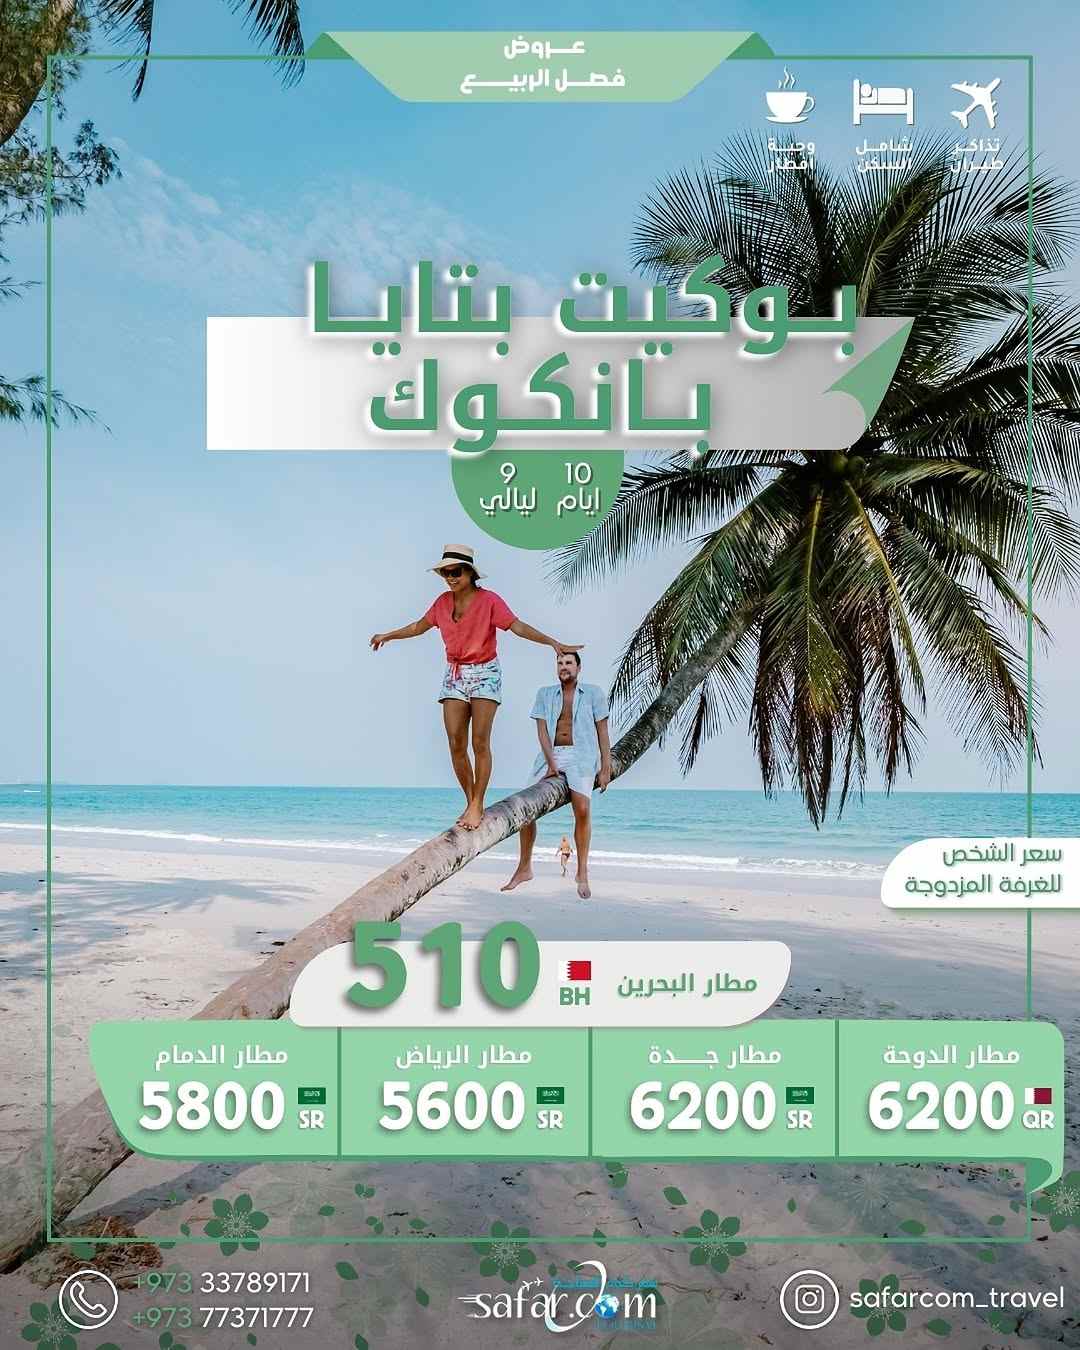 عروض
فصل الربيع
تذاكر
طيران
شامل
السكن
وجبة
افطار
بوكيت بتايا
بانكوك
10 9
ايام ليالي
سعر الشخص
للغرفة المزدوجة
مطار البحرين BH 510
مطار الدوحة
6200 QR
مطار جدة
6200 SR
مطار الرياض
5600 SR
مطار الدمام
5800 SR
+973 33789171
+973 77371777
safar.com
safarcom_travel